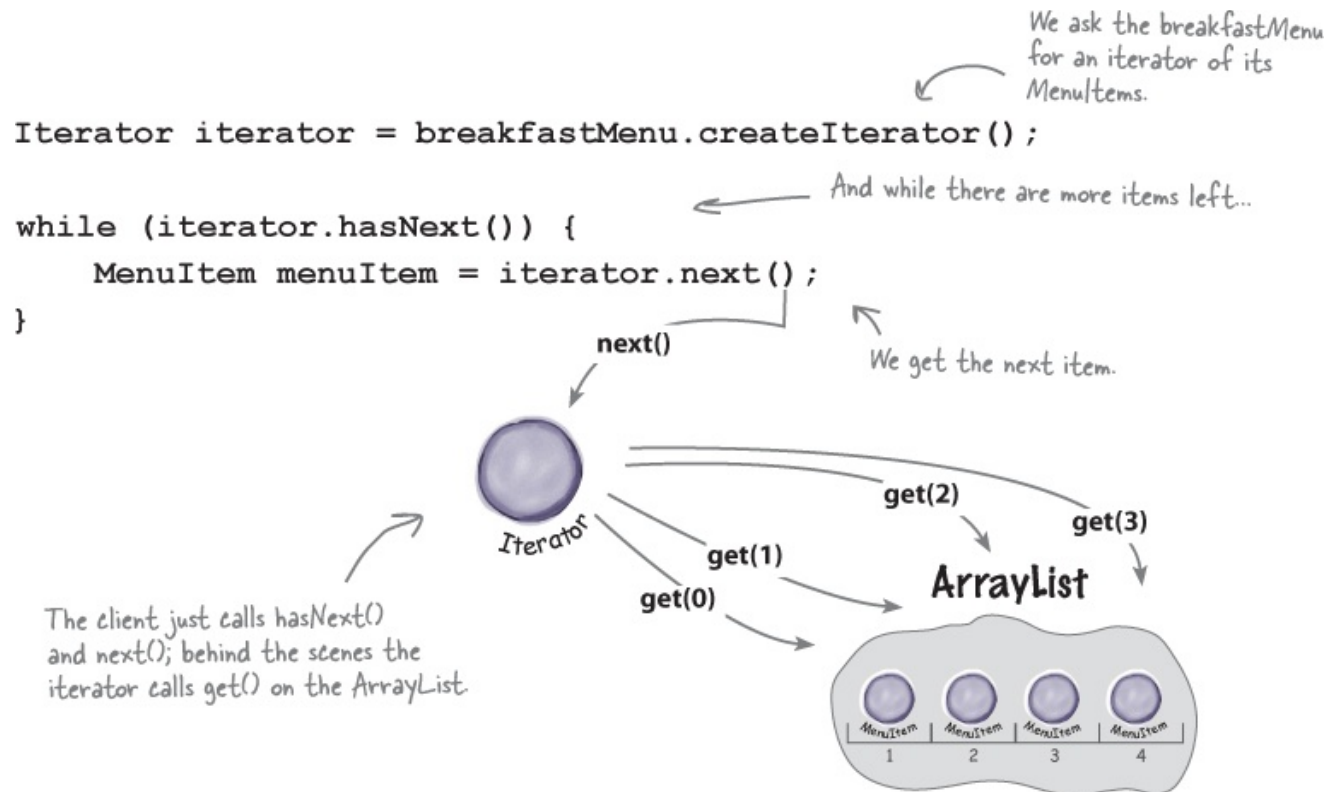 We ask the breakfastMenu
for an iterator of its
MenuItems.
Iterator iterator = breakfastMenu.createIterator();
And while there are more items left...
while (iterator.hasNext()) {
MenuItem menuItem = iterator.next();
}
next()
We get the next item.
Iterator
get(2)
get(3)
get(1)
get(0)
ArrayList
The client just calls hasNext()
and next(); behind the scenes the
iterator calls get() on the ArrayList.
MenuItem MenuItem MenuItem MenuItem
1 2 3 4